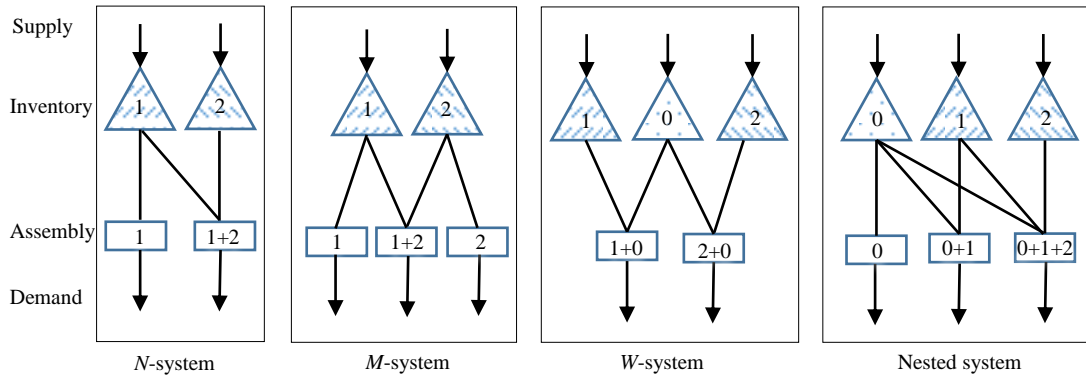 Supply
Inventory
Assembly
Demand
1 2
1 1+2
N-system
1 2
1 1+2 2
M-system
1 0 2
1+0 2+0
W-system
0 1 2
0 0+1 0+1+2
Nested system